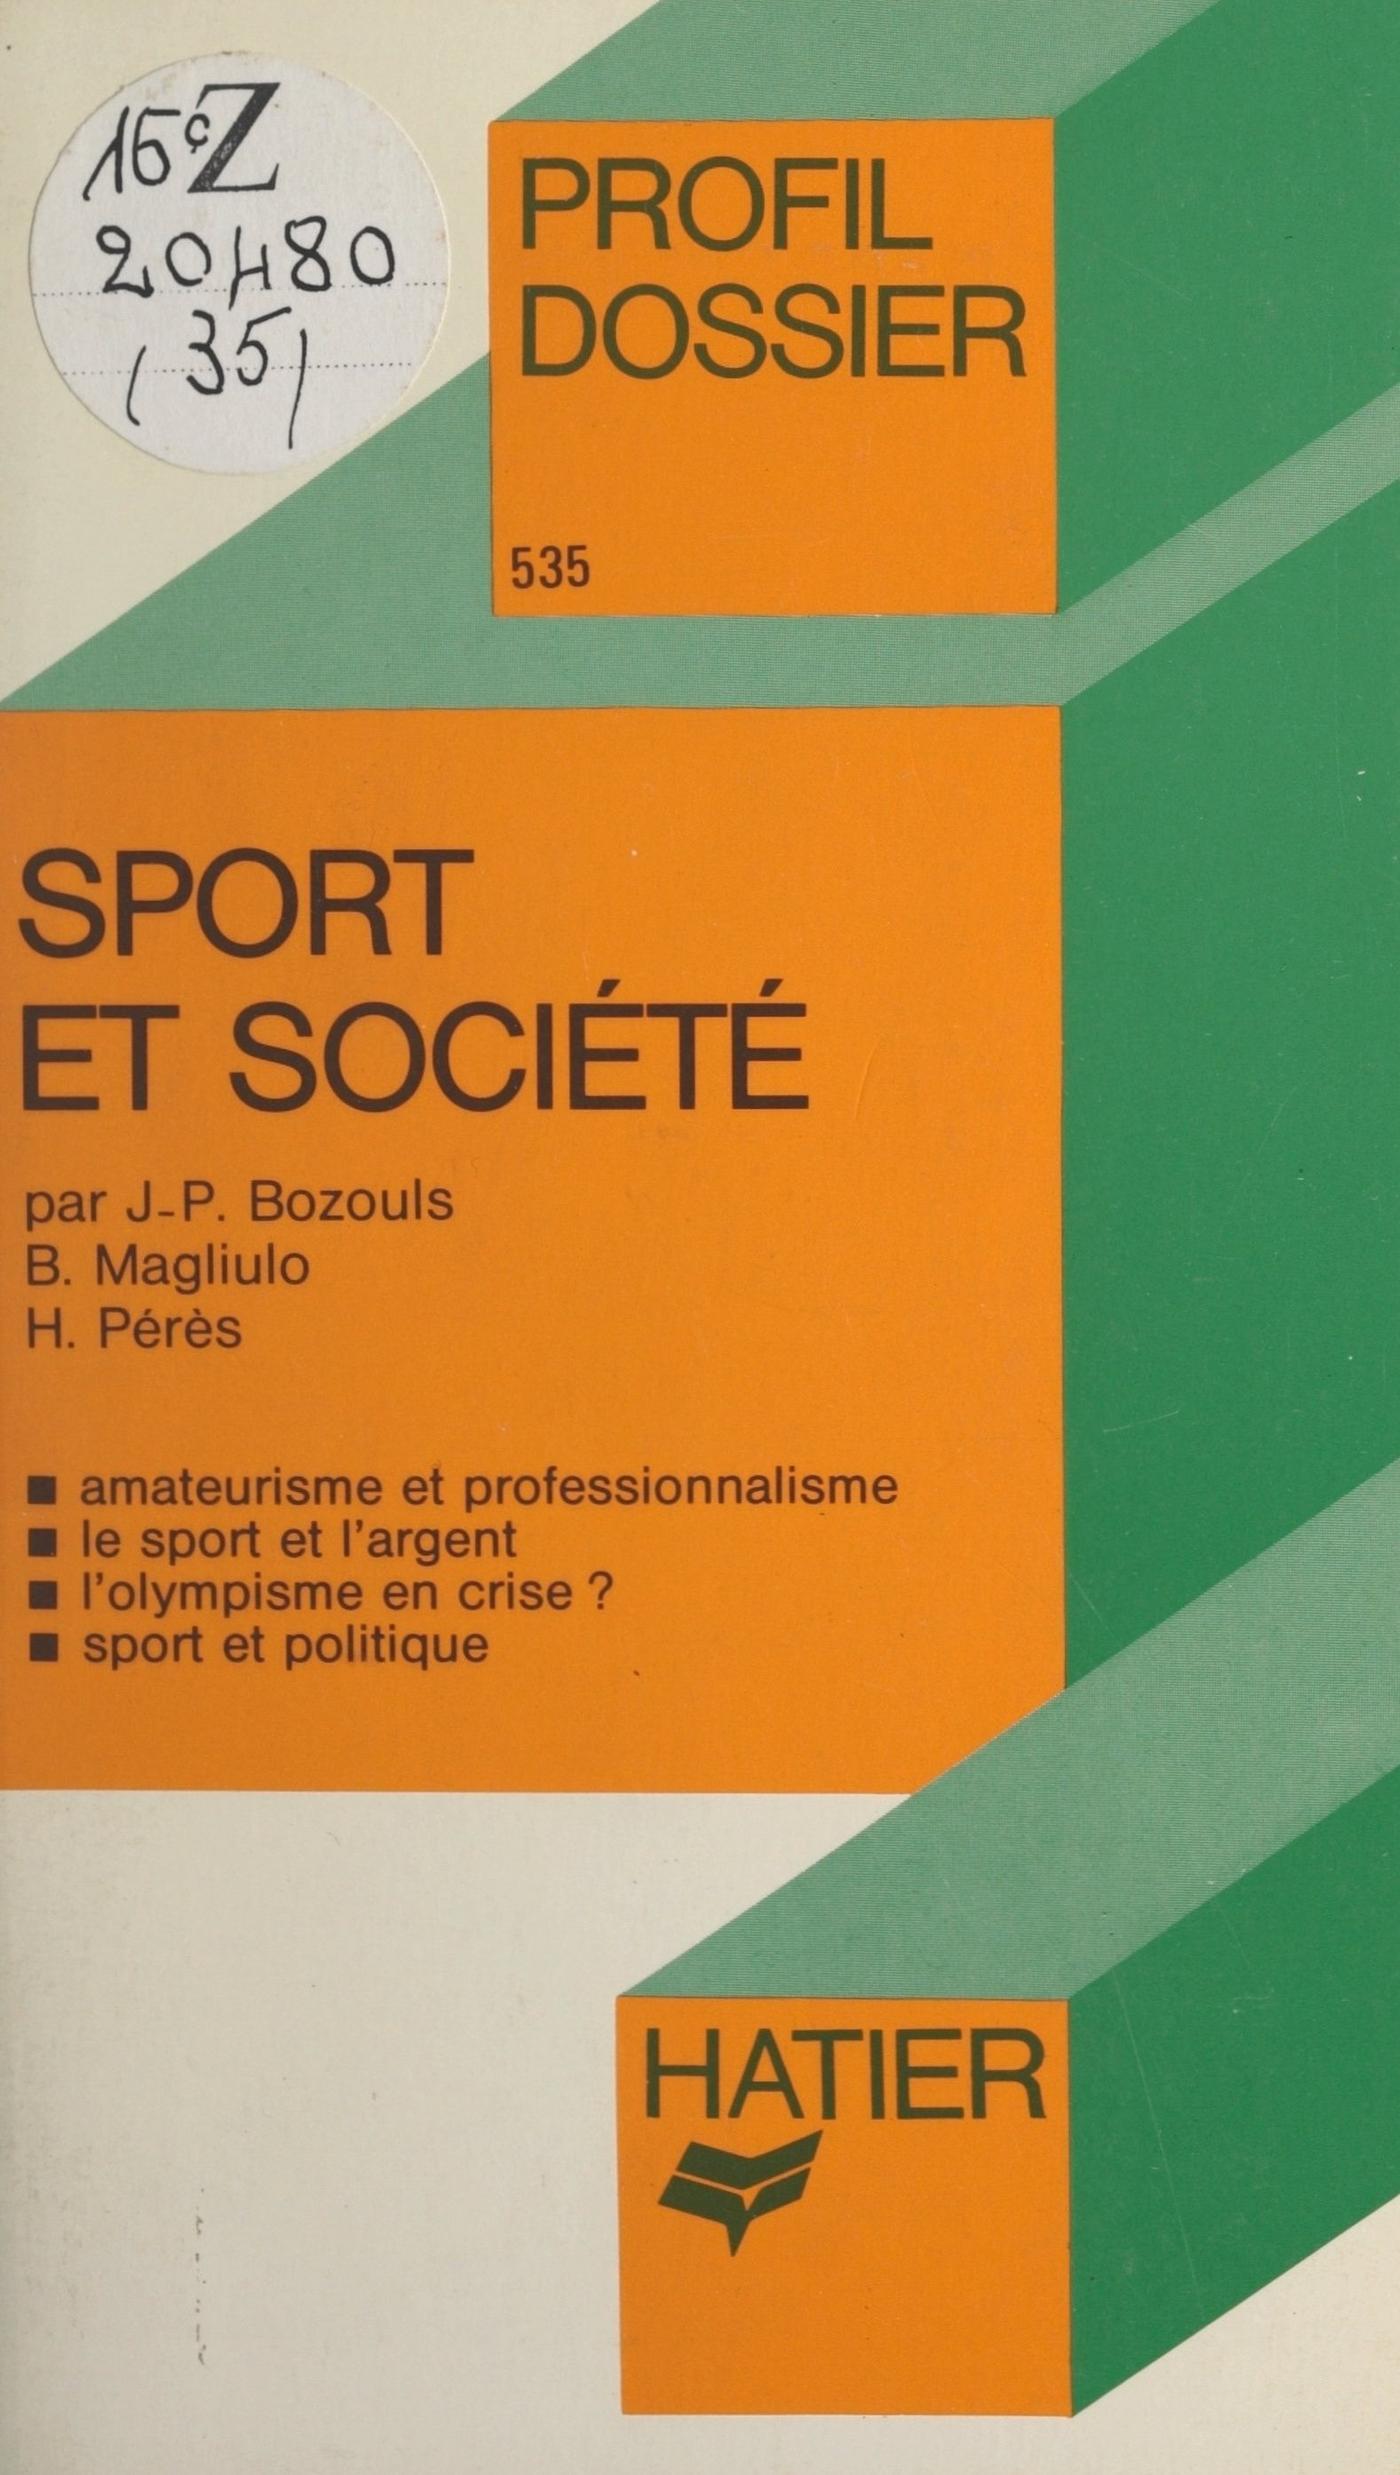 16° Z
20480
(35)
PROFIL
DOSSIER
535
SPORT
ET SOCIÉTÉ
par J-P. Bozouls
B. Magliulo
H. Pérès
■ amateurisme et professionnalisme
■ le sport et l'argent
■ l'olympisme en crise ?
■ sport et politique
HATIER